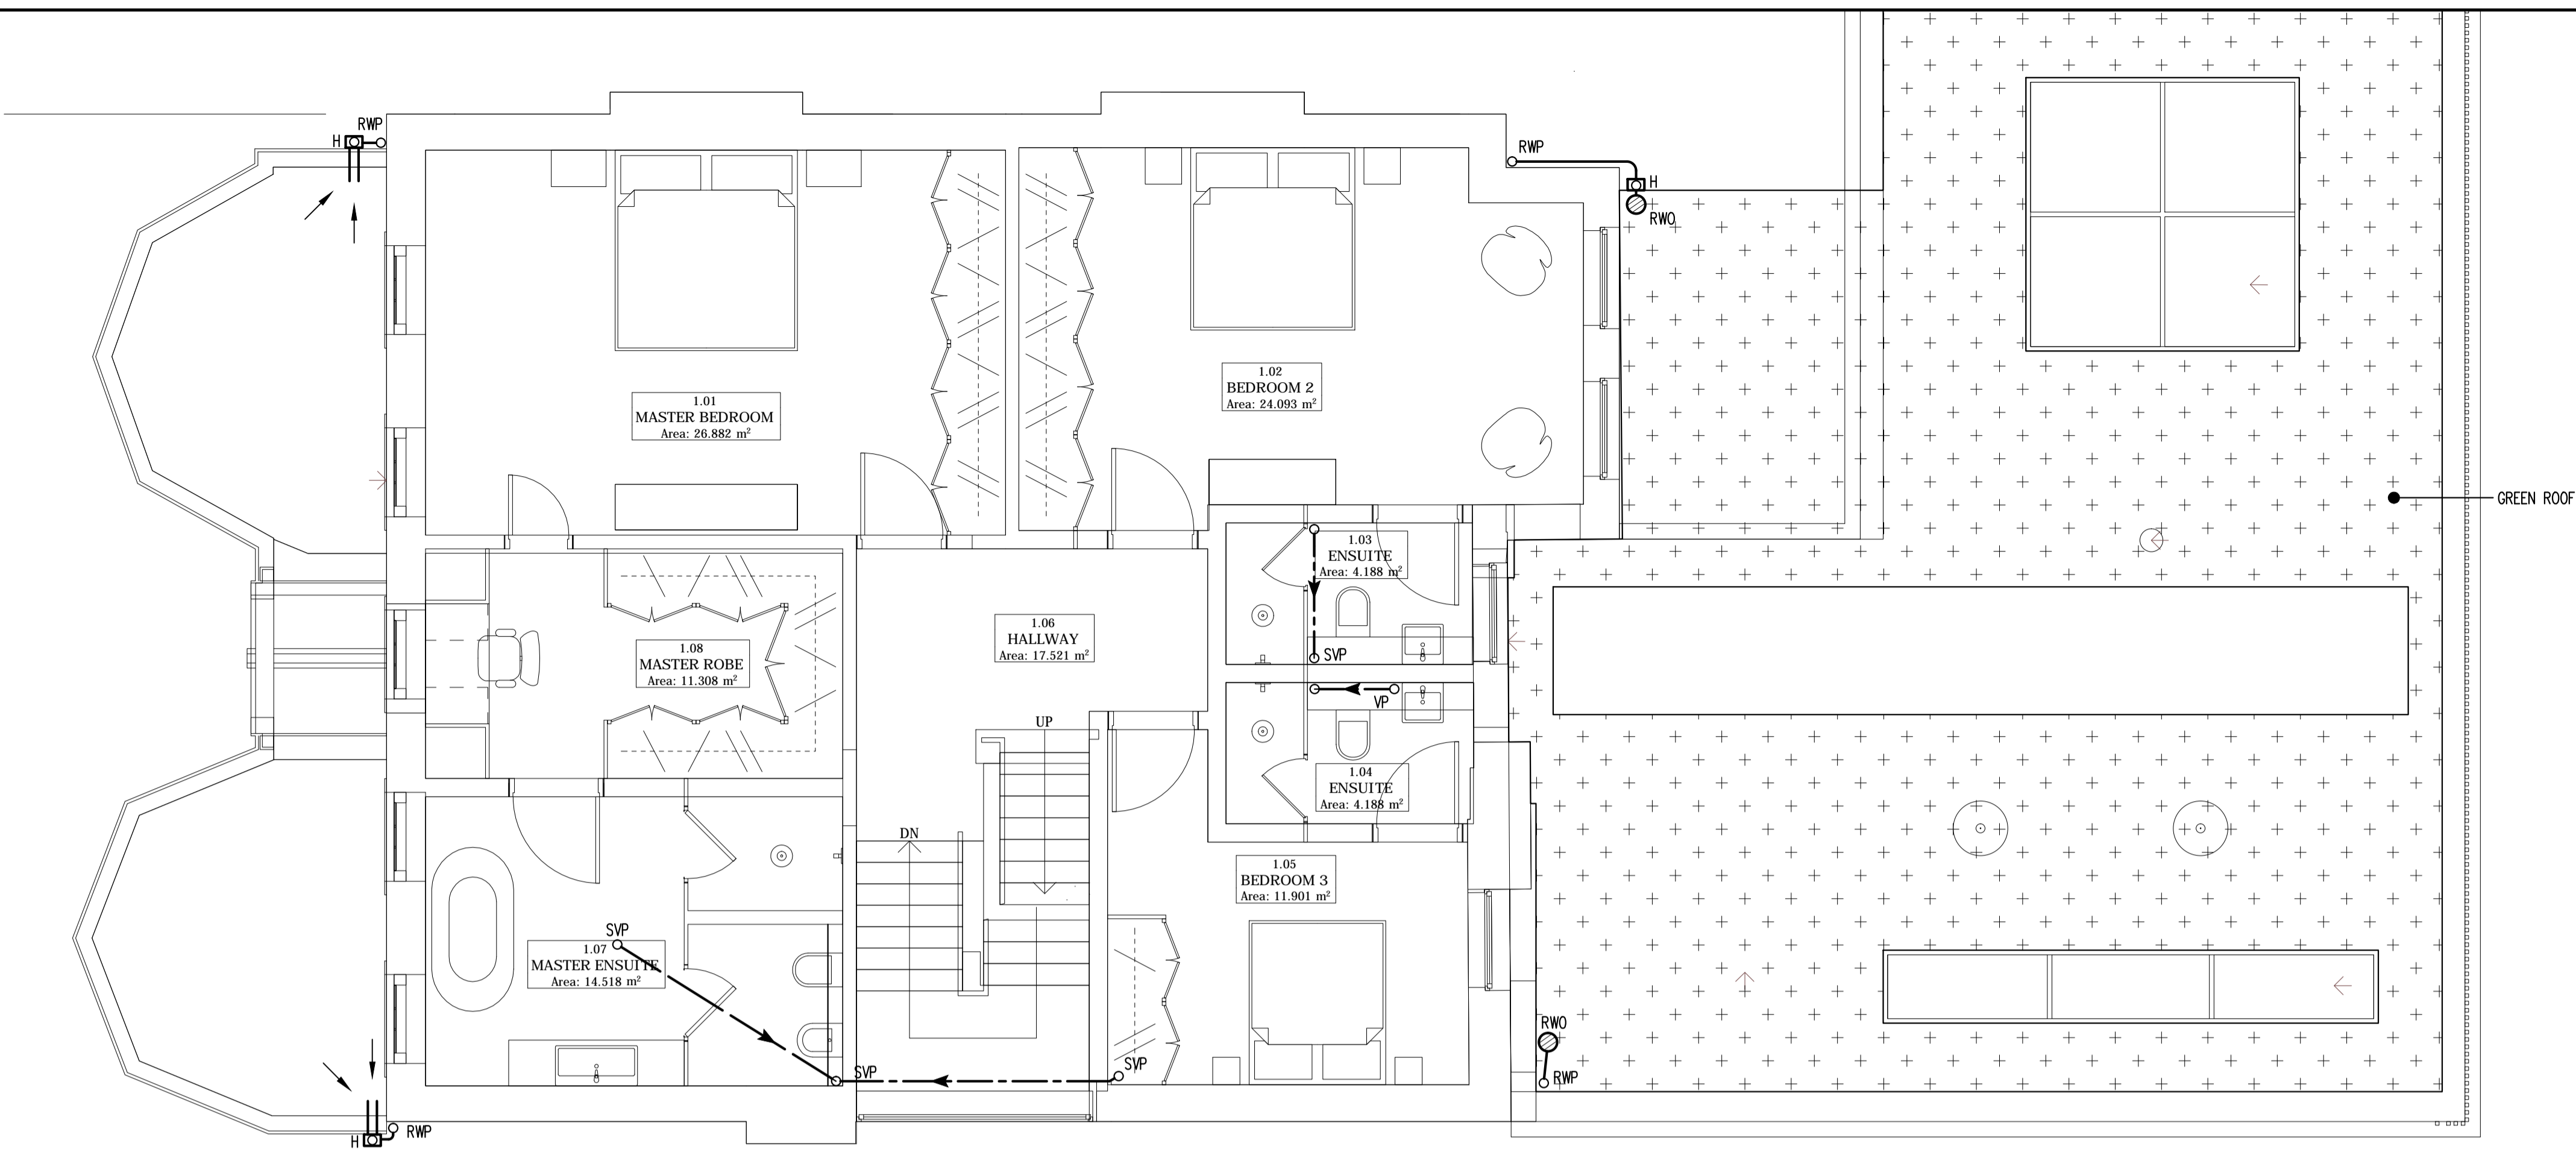 RWP
H
RWP
H
RWO
1.01
MASTER BEDROOM
Area: 26.882 m²
1.02
BEDROOM 2
Area: 24.093 m²
GREEN ROOF
1.03
ENSUITE
Area: 4.188 m²
1.08
MASTER ROBE
Area: 11.308 m²
1.06
HALLWAY
Area: 17.521 m²
SVP
VP
UP
1.04
ENSUITE
Area: 4.188 m²
DN
1.05
BEDROOM 3
Area: 11.901 m²
SVP
1.07
MASTER ENSUITE
Area: 14.518 m²
RWO
SVP
SVP
RWP
H
RWP